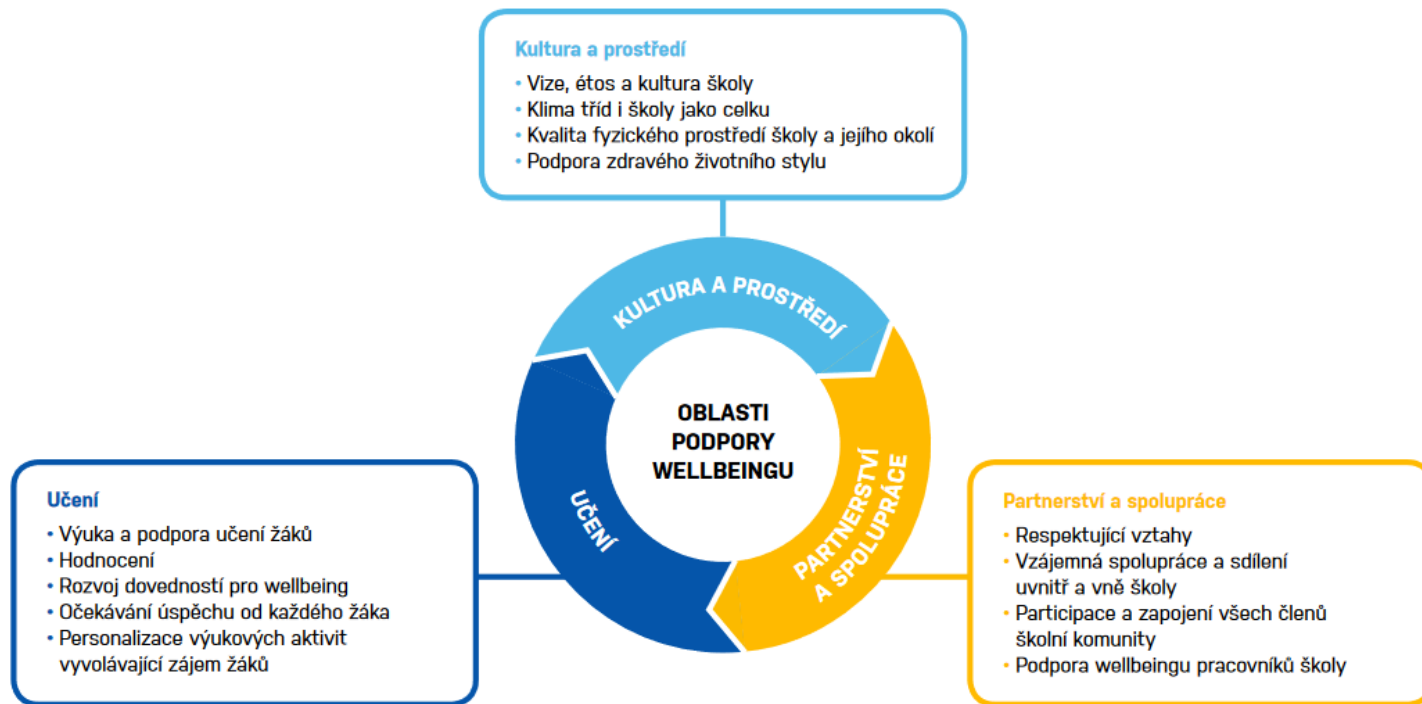 Kultura a prostředí
• Vize, étos a kultura školy
• Klima tříd i školy jako celku
• Kvalita fyzického prostředí školy a jejího okolí
• Podpora zdravého životního stylu
KULTURA A PROSTŘEDÍ
OBLASTI
PODPORY
WELLBEINGU
UČENÍ
PARTNERSTVÍ
A SPOLUPRÁCE
Učení
• Výuka a podpora učení žáků
• Hodnocení
• Rozvoj dovedností pro wellbeing
• Očekávání úspěchu od každého žáka
• Personalizace výukových aktivit
vyvolávající zájem žáků
Partnerství a spolupráce
• Respektující vztahy
• Vzájemná spolupráce a sdílení
uvnitř a vně školy
• Participace a zapojení všech členů
školní komunity
• Podpora wellbeingu pracovníků školy